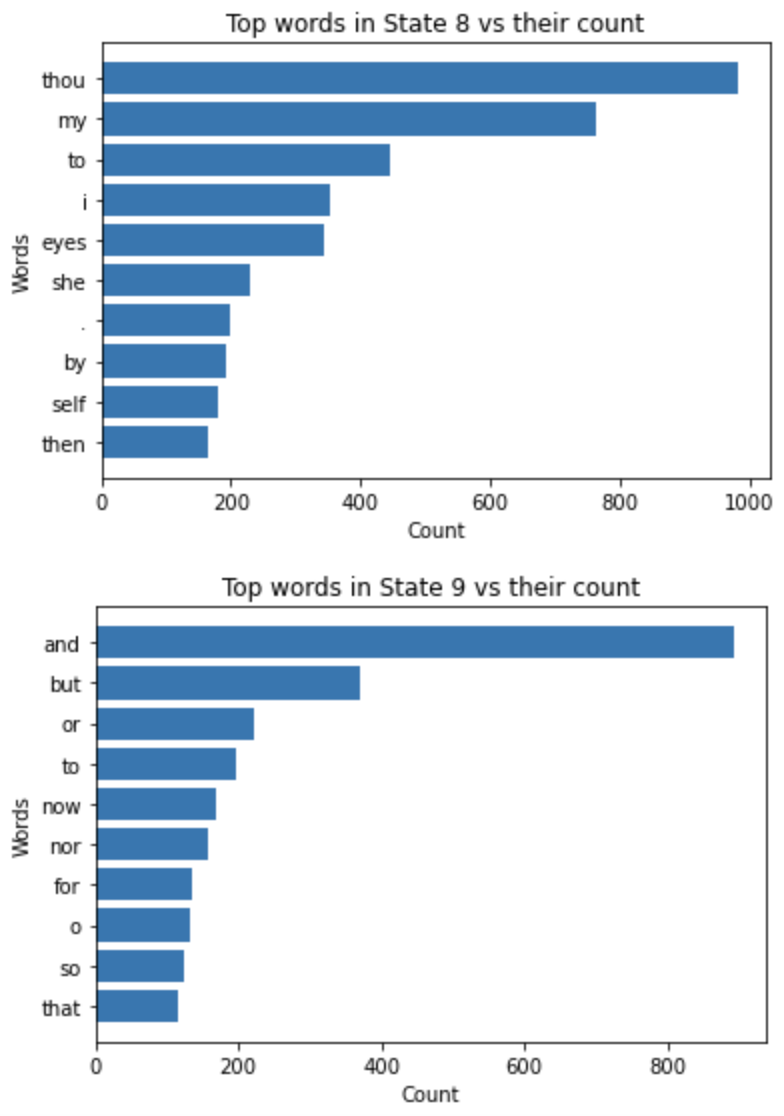 Top words in State 8 vs their count
thou
my
to
i
eyes
she
.
by
self
then
Words
0 200 400 600 800 1000
Count
Top words in State 9 vs their count
and
but
or
to
now
nor
for
o
so
that
Words
0 200 400 600 800
Count